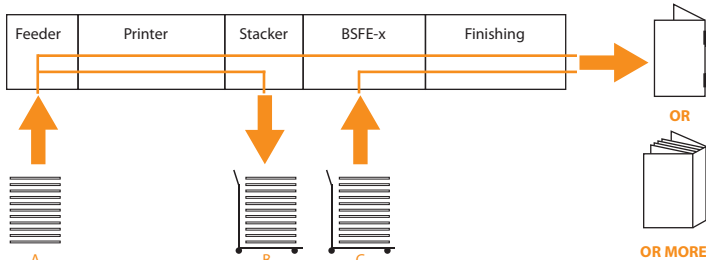 Feeder Printer Stacker BSFE-x Finishing
OR
OR MORE
A B C